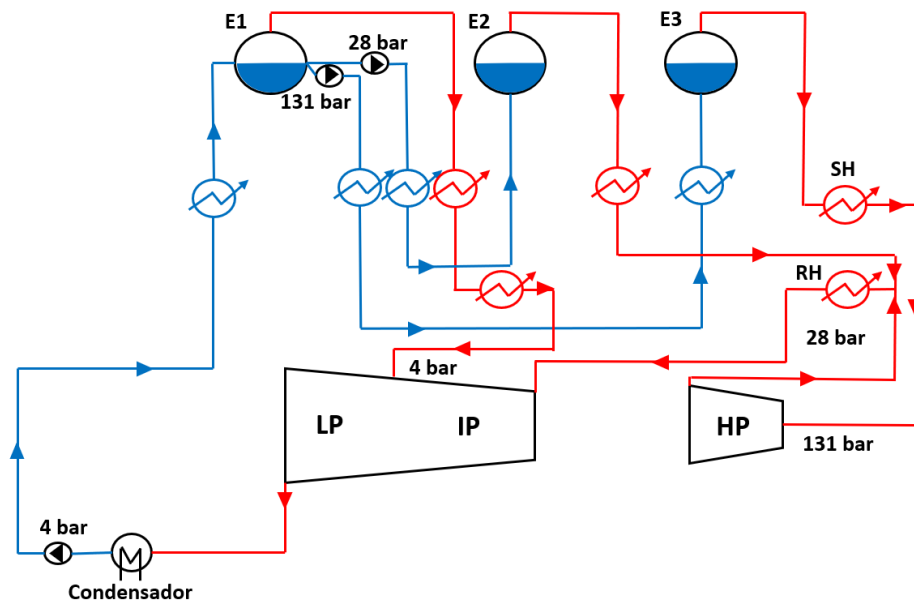 E1
E2
E3
28 bar
131 bar
SH
RH
28 bar
4 bar
LP
IP
HP
131 bar
4 bar
Condensador